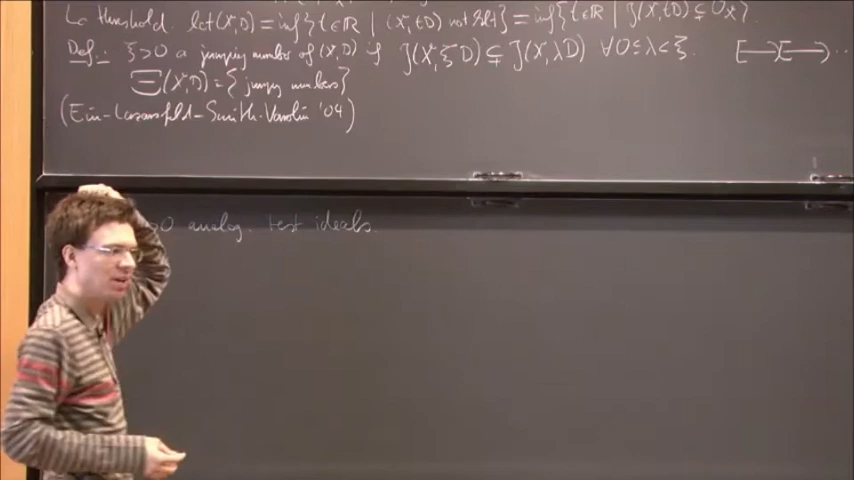 Lc threshold. lct(X,D)=inf{t∈ℝ | (X,tD) not klt}=inf{t∈ℝ | J(X,tD)⊊O_X}.
Def.: ξ>0 a jumping number of (X,D) if J(X,ξD)⊊J(X,λD) ∀0≤λ<ξ.
Ξ(X,D)={jumping numbers}
(Ein-Lazarsfeld-Smith-Varolin '04)
>0 analog. test ideals.